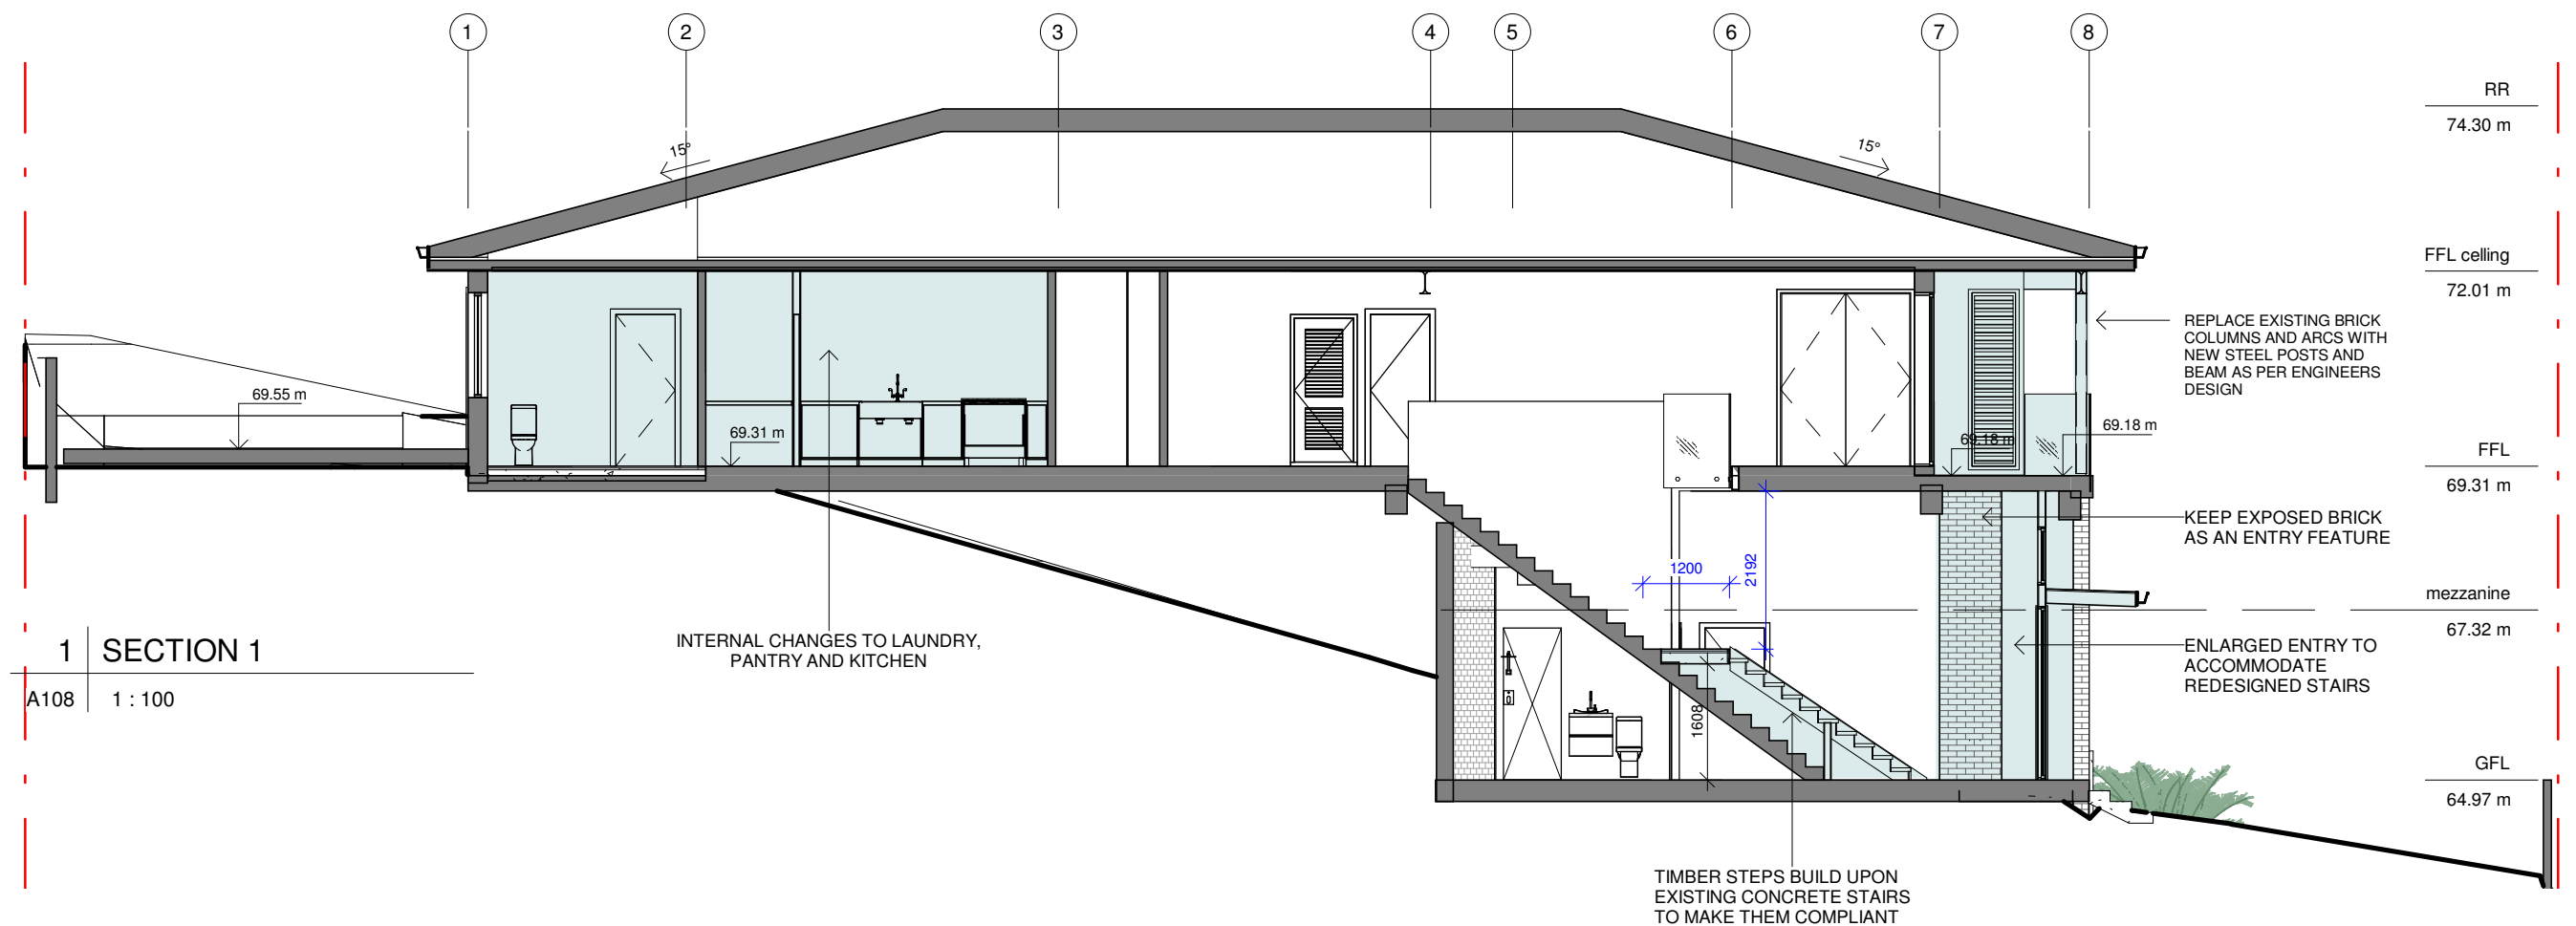 1 2 3 4 5 6 7 8
RR
74.30 m
15°
15°
FFL celling
72.01 m
REPLACE EXISTING BRICK
COLUMNS AND ARCS WITH
NEW STEEL POSTS AND
BEAM AS PER ENGINEERS
DESIGN
69.55 m
69.31 m
69.18 m
69.18 m
FFL
69.31 m
KEEP EXPOSED BRICK
AS AN ENTRY FEATURE
1200
2192
mezzanine
67.32 m
INTERNAL CHANGES TO LAUNDRY,
PANTRY AND KITCHEN
1 SECTION 1
A108 1 : 100
ENLARGED ENTRY TO
ACCOMMODATE
REDESIGNED STAIRS
1608
GFL
64.97 m
TIMBER STEPS BUILD UPON
EXISTING CONCRETE STAIRS
TO MAKE THEM COMPLIANT